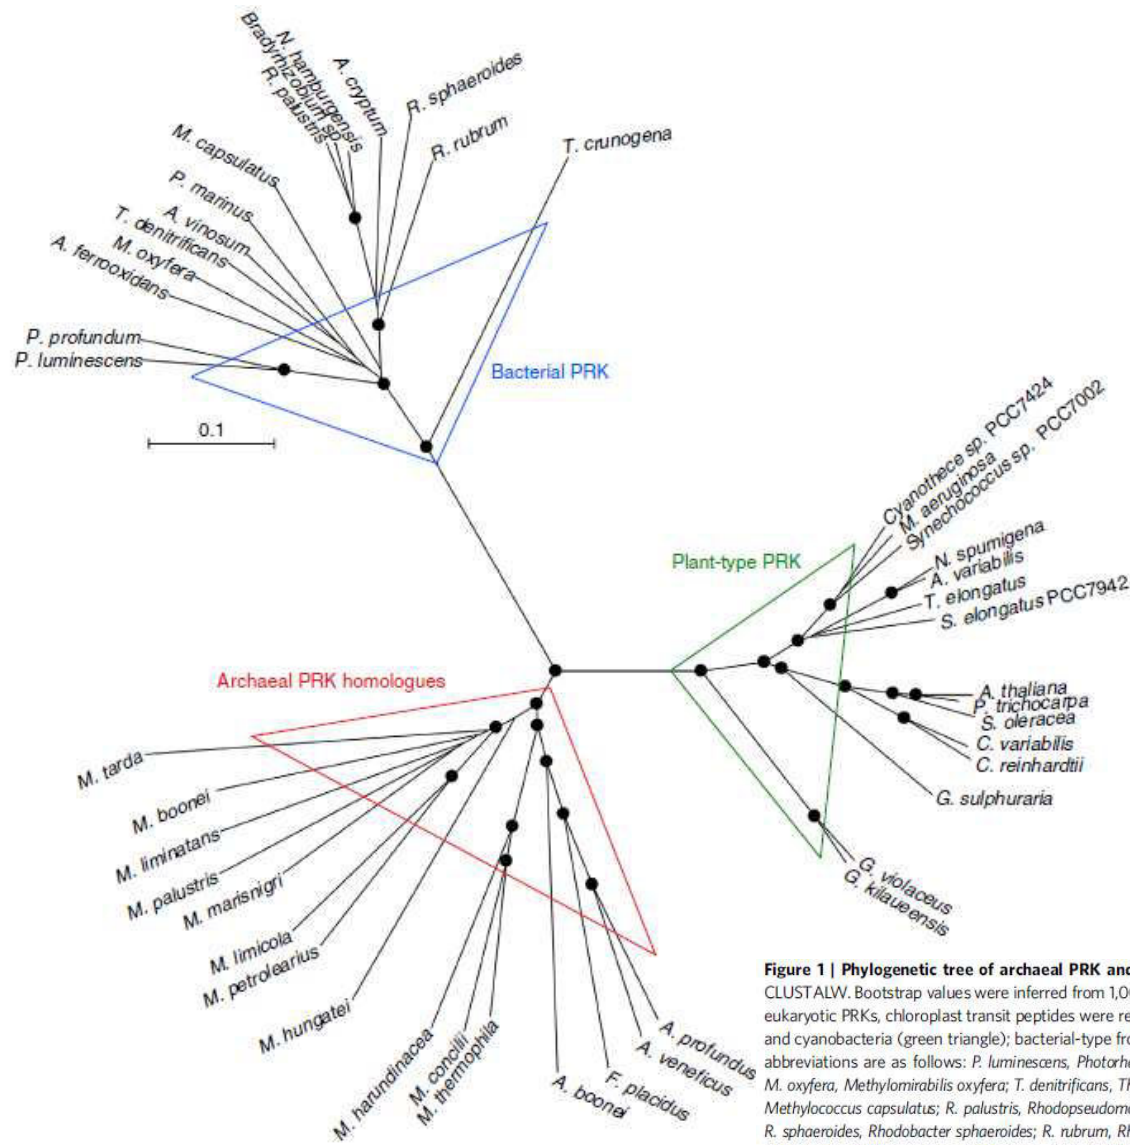 N. hamburgensis
Bradyrhizobium sp.
R. palustris
A. cryptum
R. sphaeroides
R. rubrum
T. crunogena
M. capsulatus
P. marinus
A. vinosum
T. denitrificans
M. oxyfera
A. ferrooxidans
P. profundum
P. luminescens
Bacterial PRK
0.1
Cyanothece sp. PCC7424
M. aeruginosa
Synechococcus sp. PCC7002
N. spumigena
A. variabilis
T. elongatus
S. elongatus PCC7942
Plant-type PRK
A. thaliana
P. trichocarpa
S. oleracea
C. variabilis
C. reinhardtii
G. sulphuraria
G. violaceus
G. kilaueensis
Archaeal PRK homologues
M. tarda
M. boonei
M. liminatans
M. palustris
M. marisnigri
M. limicola
M. petrolearius
M. hungatei
M. harundinacea
M. concilii
M. thermophila
A. boonei
F. placidus
A. veneficus
A. profundus
Figure 1 | Phylogenetic tree of archaeal PRK and
CLUSTALW. Bootstrap values were inferred from 1,0
eukaryotic PRKs, chloroplast transit peptides were re
and cyanobacteria (green triangle); bacterial-type fro
abbreviations are as follows: P. luminescens, Photorh
M. oxyfera, Methylomirabilis oxyfera; T. denitrificans, Th
Methylococcus capsulatus; R. palustris, Rhodopseudomo
R. sphaeroides, Rhodobacter sphaeroides; R. rubrum, Rh